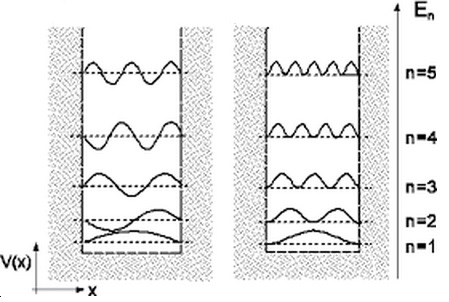 Eₙ
n=5
n=4
n=3
n=2
n=1
V(x)
x